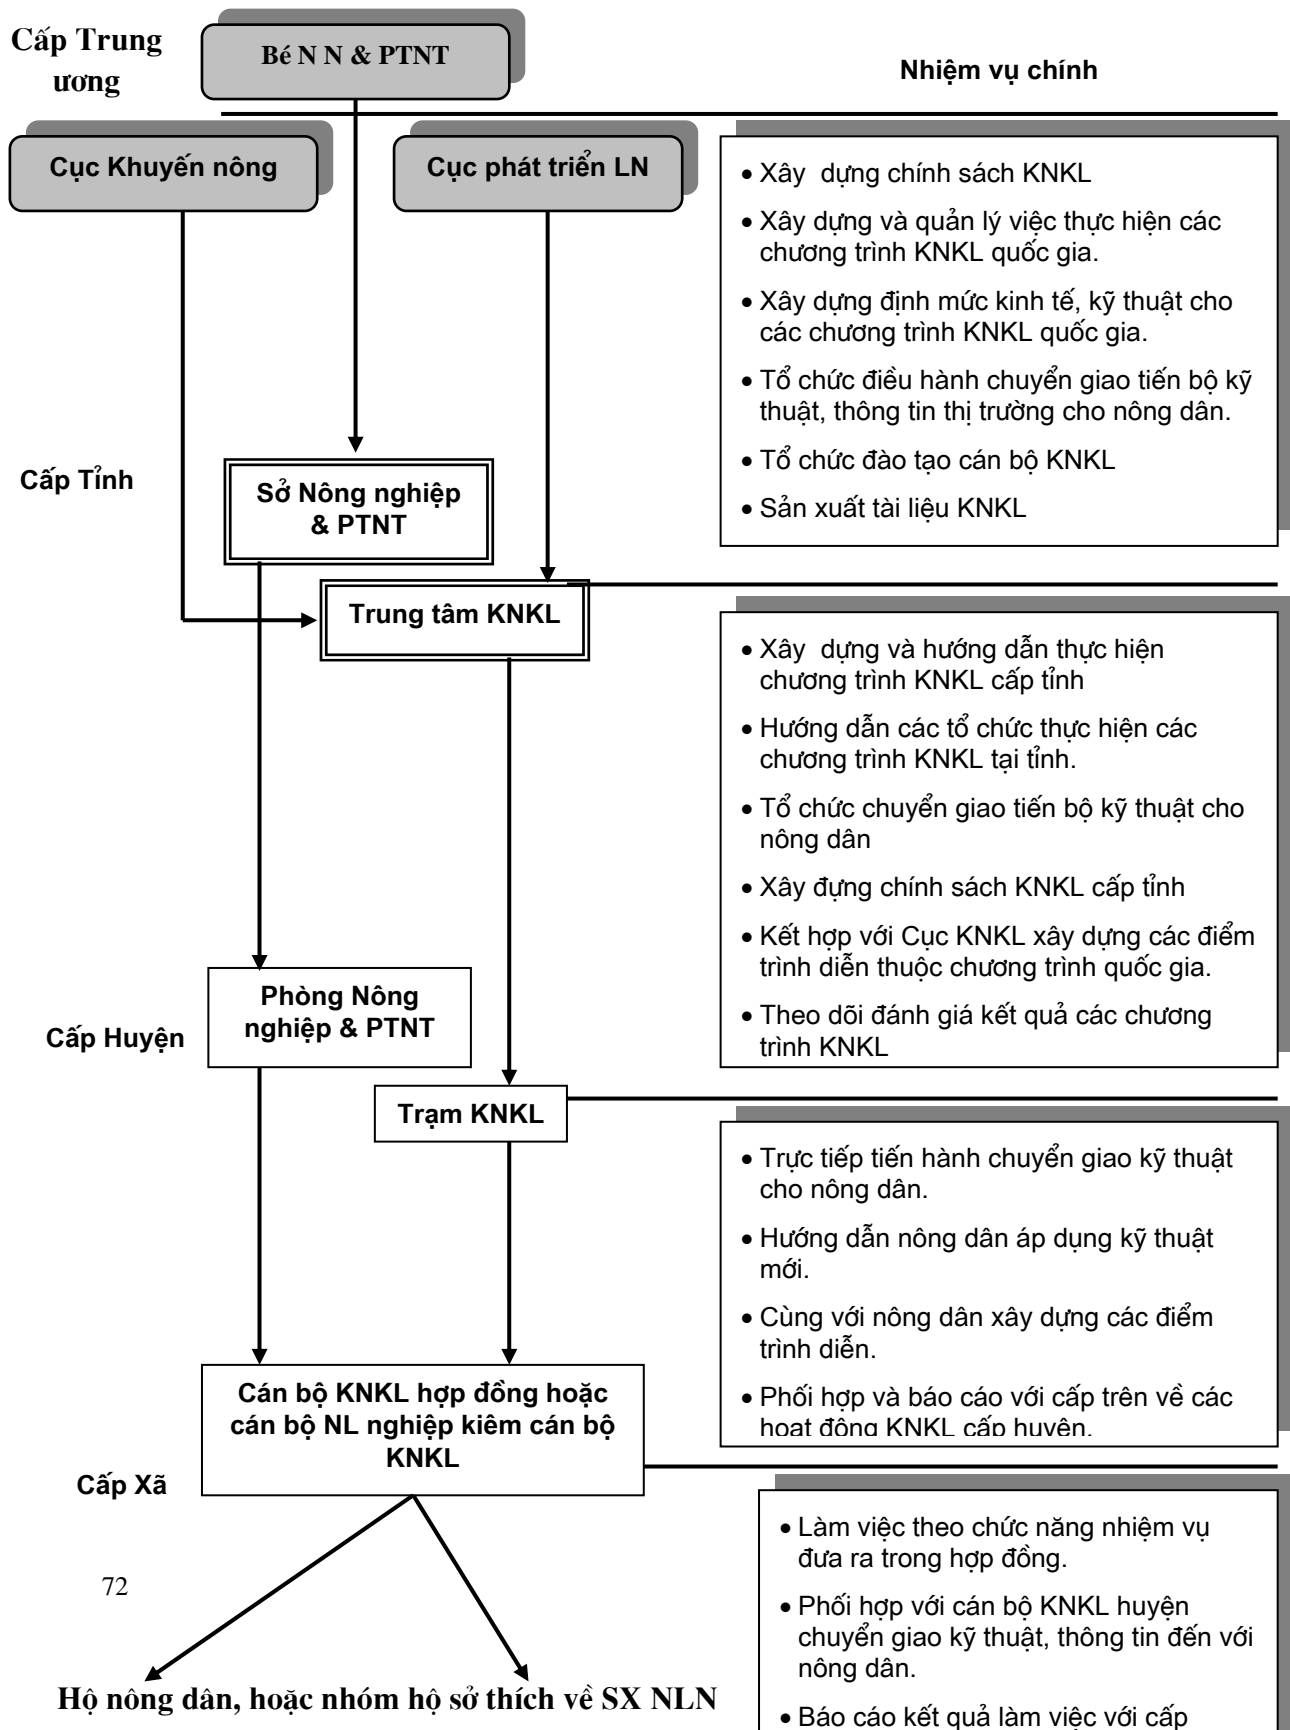 Cấp Trung
ương
Bé N N & PTNT
Nhiệm vụ chính
Cục Khuyến nông
Cục phát triển LN
• Xây dựng chính sách KNKL
• Xây dựng và quản lý việc thực hiện các
chương trình KNKL quốc gia.
• Xây dựng định mức kinh tế, kỹ thuật cho
các chương trình KNKL quốc gia.
• Tổ chức điều hành chuyển giao tiến bộ kỹ
thuật, thông tin thị trường cho nông dân.
• Tổ chức đào tạo cán bộ KNKL
• Sản xuất tài liệu KNKL
Cấp Tỉnh
Sở Nông nghiệp
& PTNT
Trung tâm KNKL
• Xây dựng và hướng dẫn thực hiện
chương trình KNKL cấp tỉnh
• Hướng dẫn các tổ chức thực hiện các
chương trình KNKL tại tỉnh.
• Tổ chức chuyển giao tiến bộ kỹ thuật cho
nông dân
• Xây đựng chính sách KNKL cấp tỉnh
• Kết hợp với Cục KNKL xây dựng các điểm
trình diễn thuộc chương trình quốc gia.
• Theo dõi đánh giá kết quả các chương
trình KNKL
Cấp Huyện
Phòng Nông
nghiệp & PTNT
Trạm KNKL
• Trực tiếp tiến hành chuyển giao kỹ thuật
cho nông dân.
• Hướng dẫn nông dân áp dụng kỹ thuật
mới.
• Cùng với nông dân xây dựng các điểm
trình diễn.
• Phối hợp và báo cáo với cấp trên về các
hoạt động KNKL cấp huyện.
Cán bộ KNKL hợp đồng hoặc
cán bộ NL nghiệp kiêm cán bộ
KNKL
Cấp Xã
• Làm việc theo chức năng nhiệm vụ
đưa ra trong hợp đồng.
• Phối hợp với cán bộ KNKL huyện
chuyển giao kỹ thuật, thông tin đến với
nông dân.
• Báo cáo kết quả làm việc với cấp
72
Hộ nông dân, hoặc nhóm hộ sở thích về SX NLN